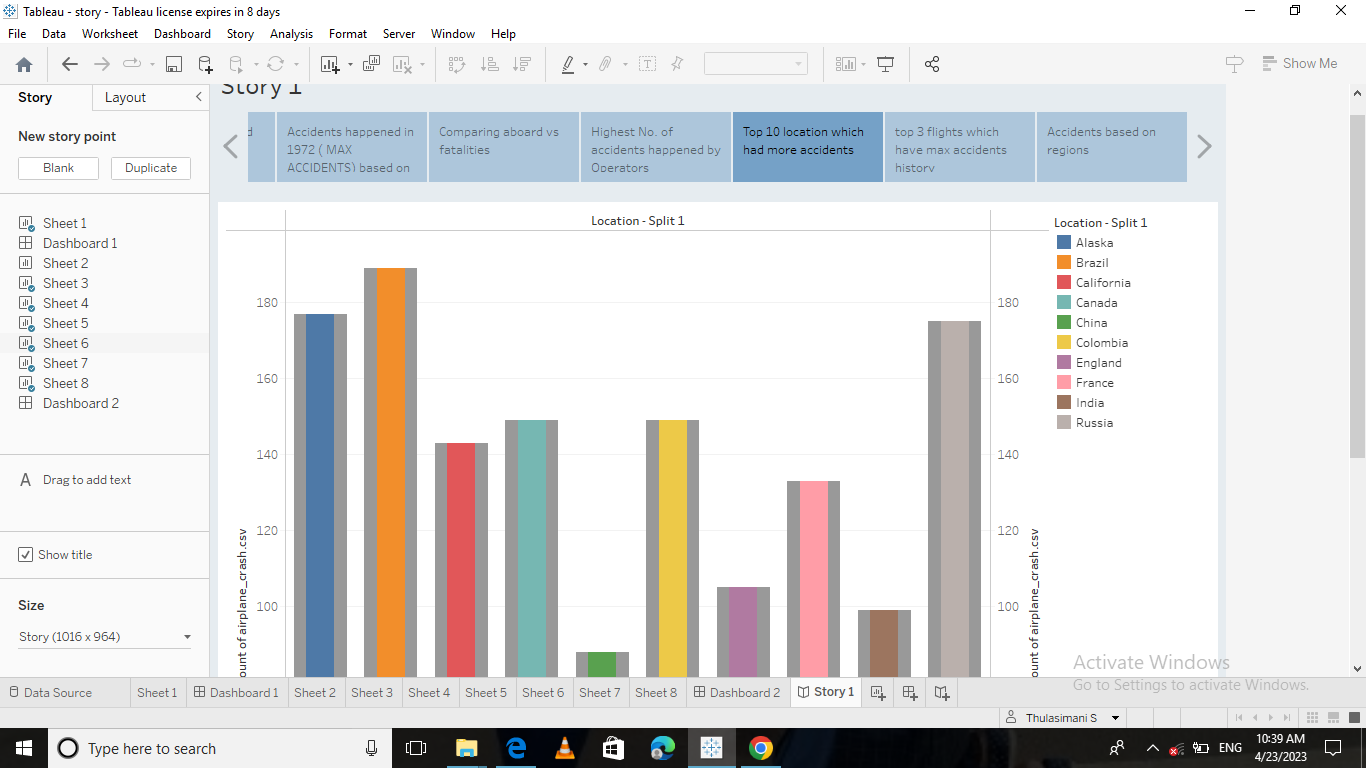 Tableau - story - Tableau license expires in 8 days
File Data Worksheet Dashboard Story Analysis Format Server Window Help
Show Me
Story Layout
New story point
Blank Duplicate
Sheet 1
Dashboard 1
Sheet 2
Sheet 3
Sheet 4
Sheet 5
Sheet 6
Sheet 7
Sheet 8
Dashboard 2
A Drag to add text
Show title
Size
Story (1016 x 964)
Story 1
d
Accidents happened in
1972 ( MAX
ACCIDENTS) based on
Comparing aboard vs
fatalities
Highest No. of
accidents happened by
Operators
Top 10 location which
had more accidents
top 3 flights which
have max accidents
history
Accidents based on
regions
Location - Split 1
180
160
140
120
100
ount of airplane_crash.csv
180
160
140
120
100
ount of airplane_crash.csv
Location - Split 1
Alaska
Brazil
California
Canada
China
Colombia
England
France
India
Russia
Activate Windows
Go to Settings to activate Windows.
Data Source Sheet 1 Dashboard 1 Sheet 2 Sheet 3 Sheet 4 Sheet 5 Sheet 6 Sheet 7 Sheet 8 Dashboard 2 Story 1
Thulasimani S
Type here to search
ENG
10:39 AM
4/23/2023